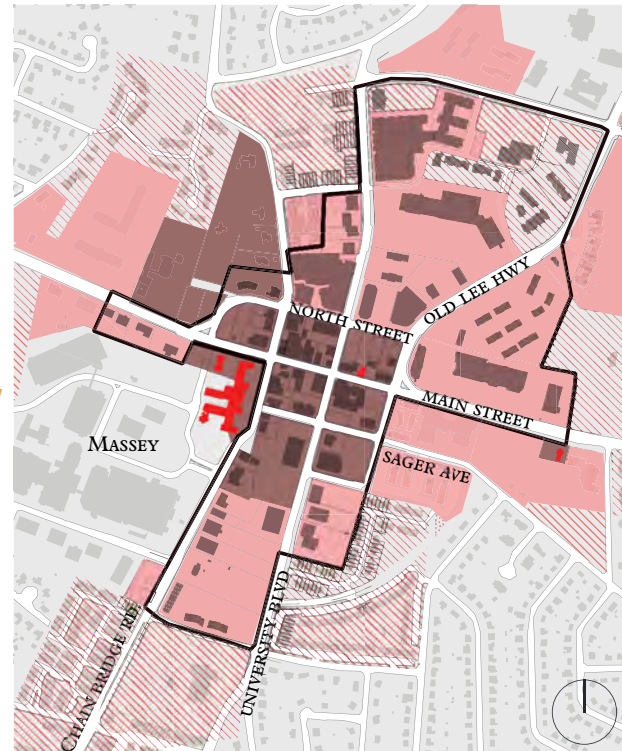 NORTH STREET
OLD LEE HWY
MAIN STREET
MASSEY
SAGER AVE
UNIVERSITY BLVD
CHAIN BRIDGE RD